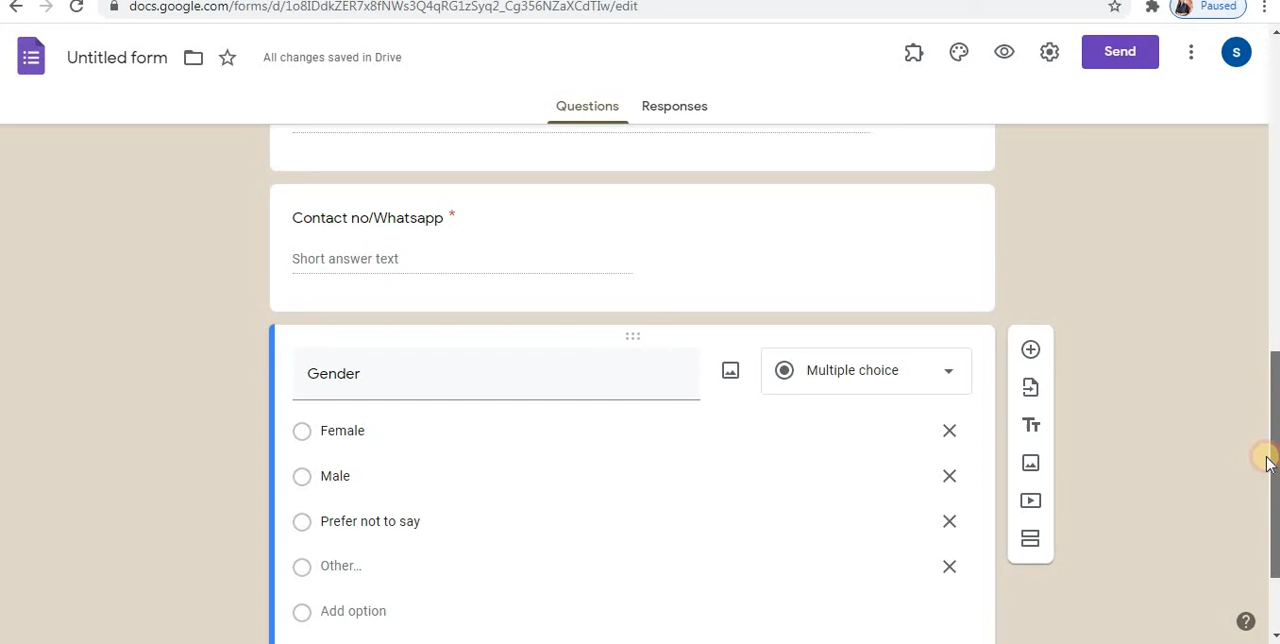 docs.google.com/forms/d/1o8IDdkZER7x8fNWs3Q4qRG1zSyq2_Cg356NZaXCdTIw/edit
Paused
Untitled form
All changes saved in Drive
Send
S
Questions
Responses
Contact no/Whatsapp *
Short answer text
Gender
Multiple choice
Female
Male
Prefer not to say
Other...
Add option